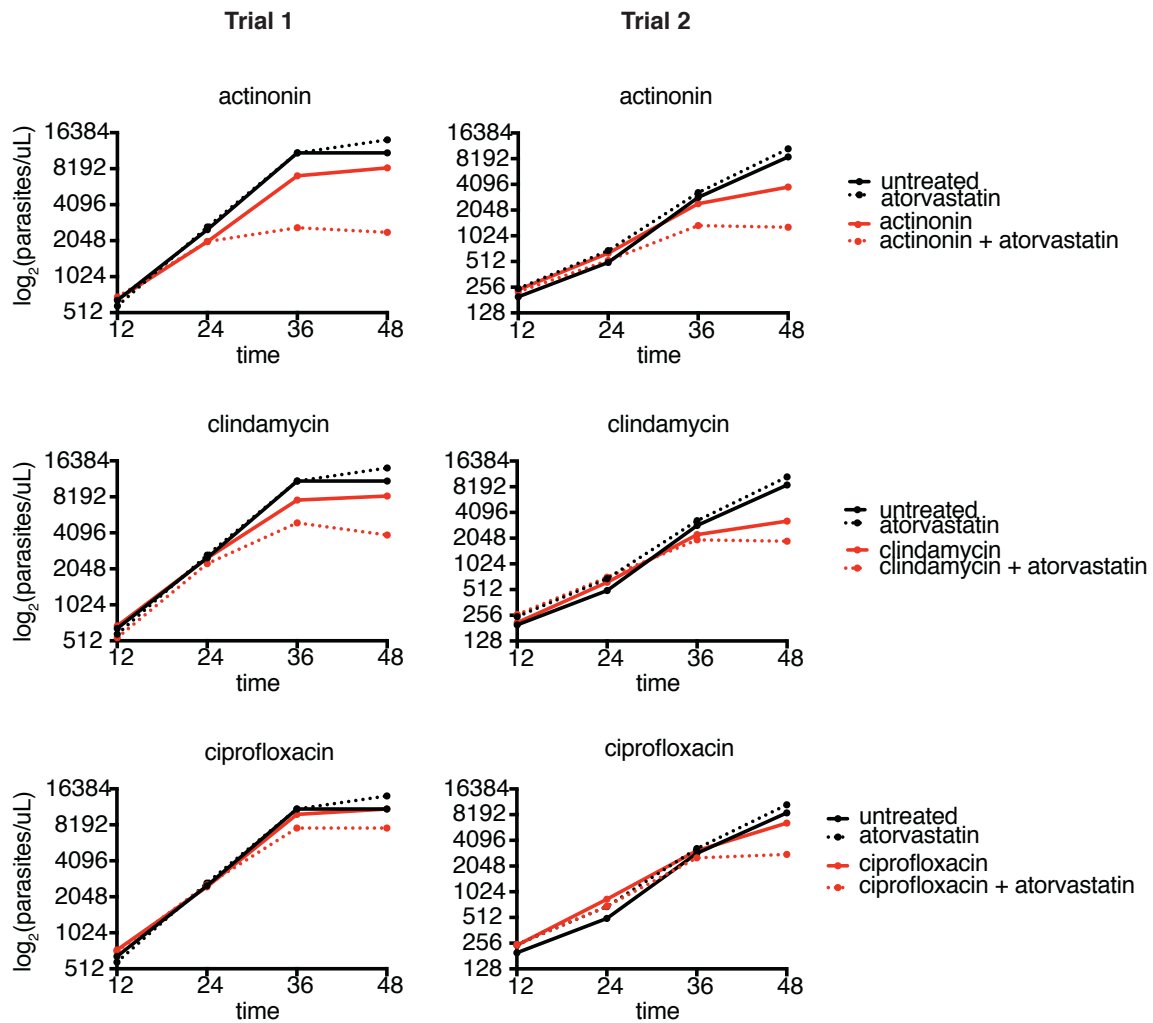 Trial 1
Trial 2
actinonin
log2(parasites/uL)
16384
8192
4096
2048
1024
512
12
24
36
48
time
actinonin
16384
8192
4096
2048
1024
512
256
128
12
24
36
48
time
untreated
atorvastatin
actinonin
actinonin + atorvastatin
clindamycin
log2(parasites/uL)
16384
8192
4096
2048
1024
512
12
24
36
48
time
clindamycin
16384
8192
4096
2048
1024
512
256
128
12
24
36
48
time
untreated
atorvastatin
clindamycin
clindamycin + atorvastatin
ciprofloxacin
log2(parasites/uL)
16384
8192
4096
2048
1024
512
12
24
36
48
time
ciprofloxacin
16384
8192
4096
2048
1024
512
256
128
12
24
36
48
time
untreated
atorvastatin
ciprofloxacin
ciprofloxacin + atorvastatin